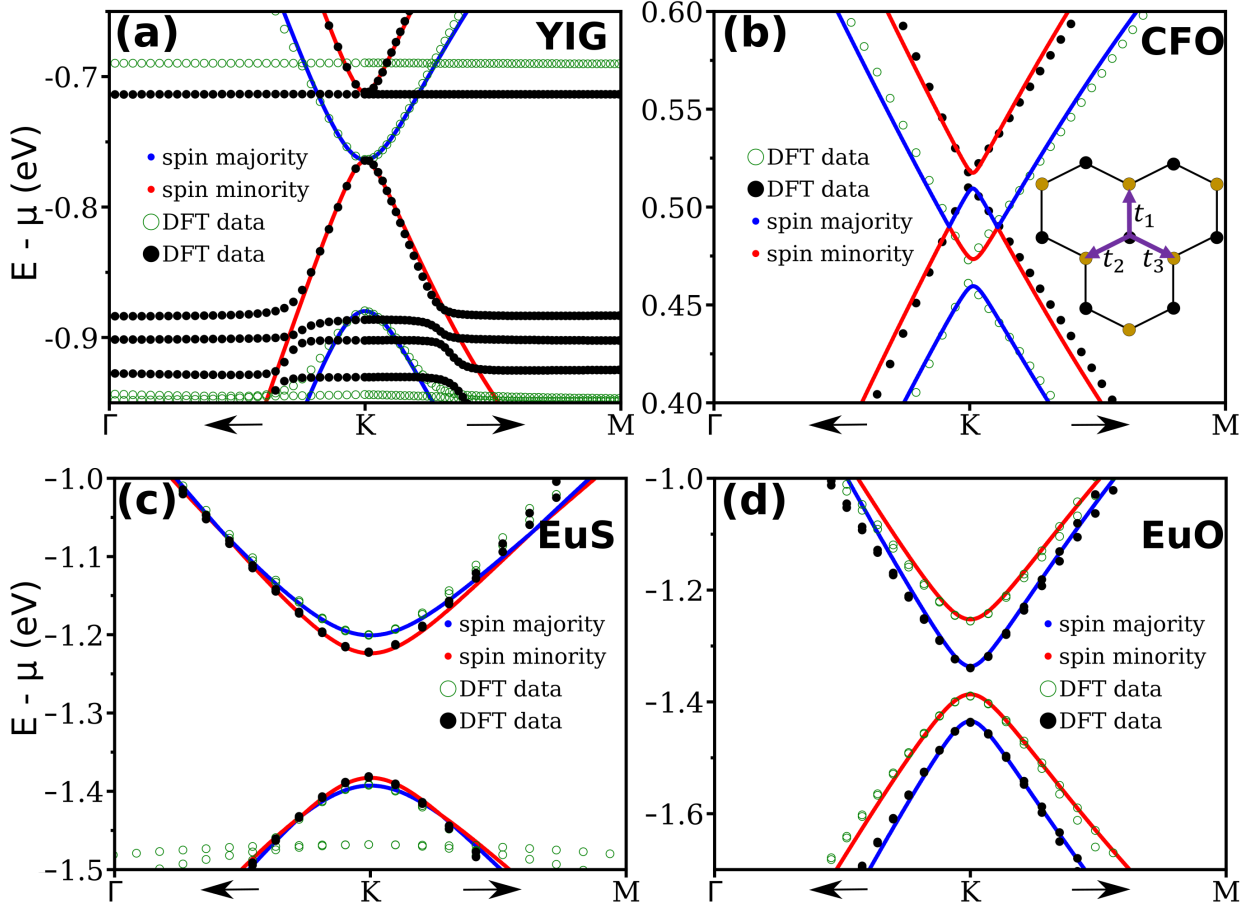 (a)
YIG
E - μ (eV)
-0.7
-0.8
-0.9
spin majority
spin minority
DFT data
DFT data
Γ
K
M
(b)
CFO
0.60
0.55
0.50
0.45
0.40
DFT data
DFT data
spin majority
spin minority
t1
t2
t3
Γ
K
M
(c)
EuS
E - μ (eV)
−1.0
−1.1
−1.2
−1.3
−1.4
−1.5
spin majority
spin minority
DFT data
DFT data
Γ
K
M
(d)
EuO
−1.0
−1.2
−1.4
−1.6
spin majority
spin minority
DFT data
DFT data
Γ
K
M